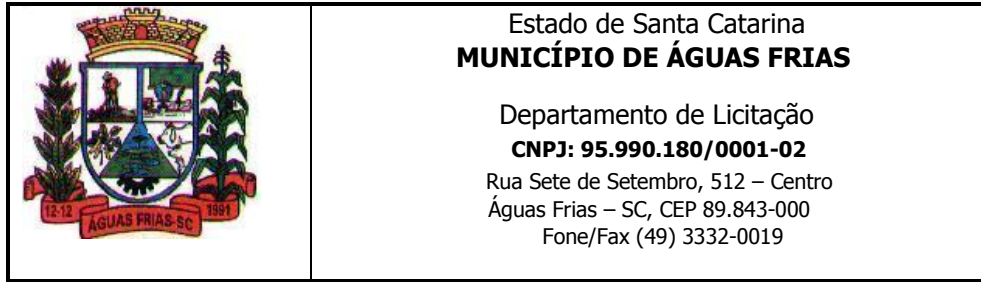 12-12
ÁGUAS FRIAS-SC
1991
Estado de Santa Catarina
MUNICÍPIO DE ÁGUAS FRIAS
Departamento de Licitação
CNPJ: 95.990.180/0001-02
Rua Sete de Setembro, 512 – Centro
Águas Frias – SC, CEP 89.843-000
Fone/Fax (49) 3332-0019